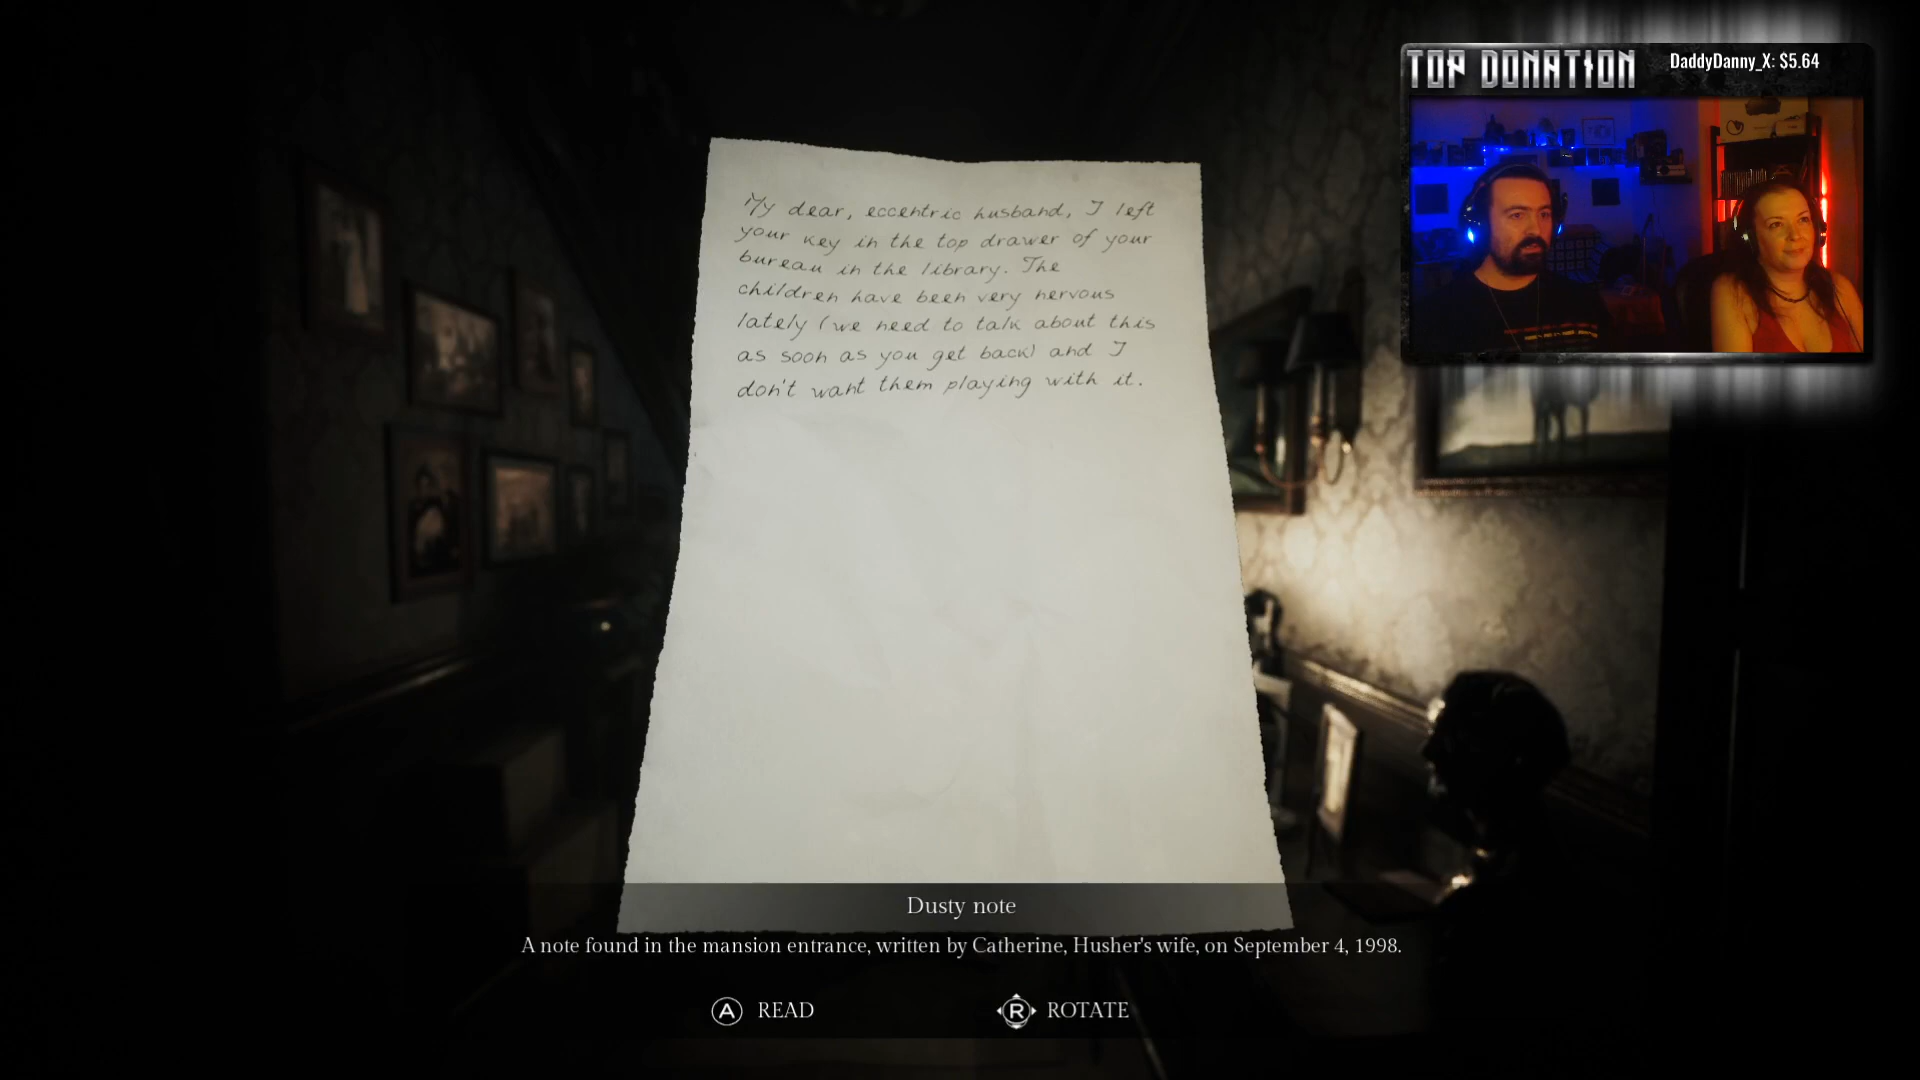 TOP DONATION
DaddyDanny_X: $5.64
My dear, eccentric husband, I left
your key in the top drawer of your
bureau in the library. The
children have been very nervous
lately (we need to talk about this
as soon as you get back) and I
don't want them playing with it.
Dusty note
A note found in the mansion entrance, written by Catherine, Husher's wife, on September 4, 1998.
A READ
R ROTATE